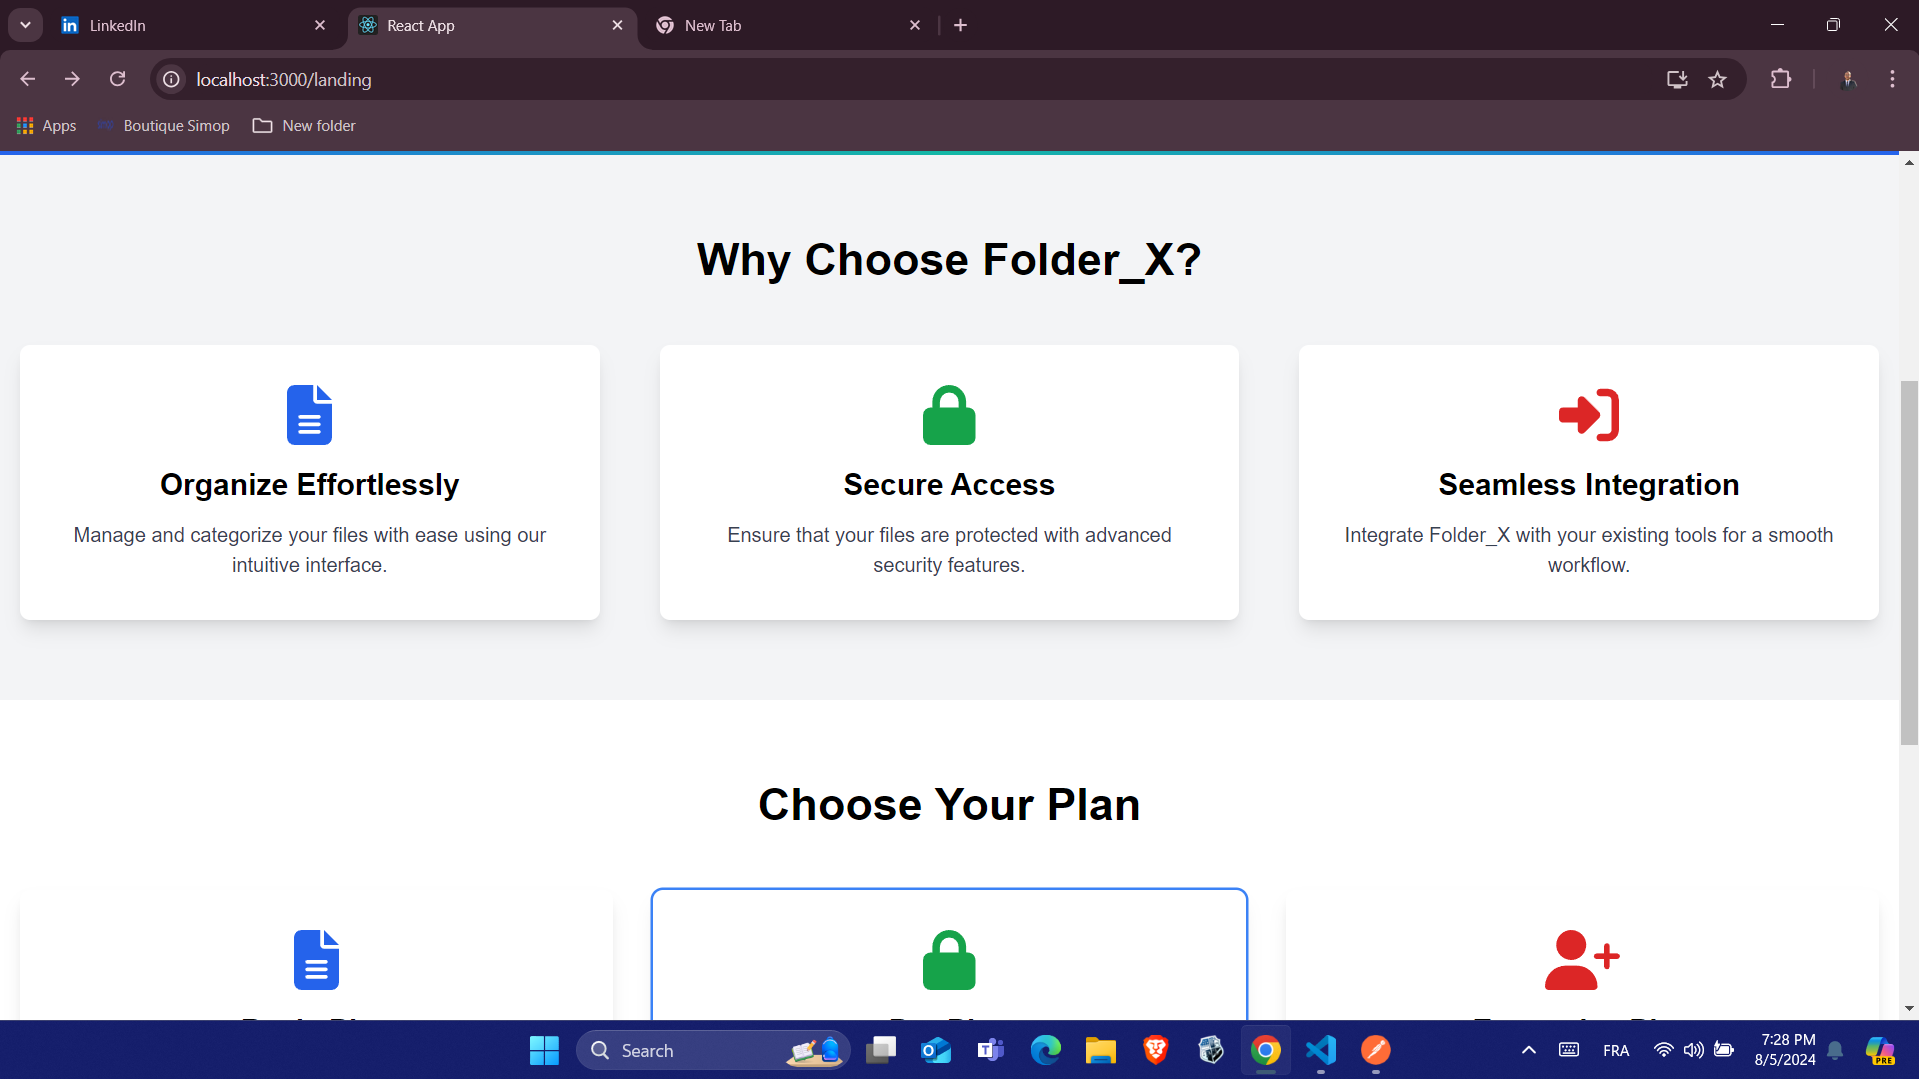 LinkedIn
React App
New Tab
localhost:3000/landing
Apps
Boutique Simop
New folder
Why Choose Folder_X?
Organize Effortlessly
Manage and categorize your files with ease using our
intuitive interface.
Secure Access
Ensure that your files are protected with advanced
security features.
Seamless Integration
Integrate Folder_X with your existing tools for a smooth
workflow.
Choose Your Plan
Search
FRA
7:28 PM
8/5/2024
PRE